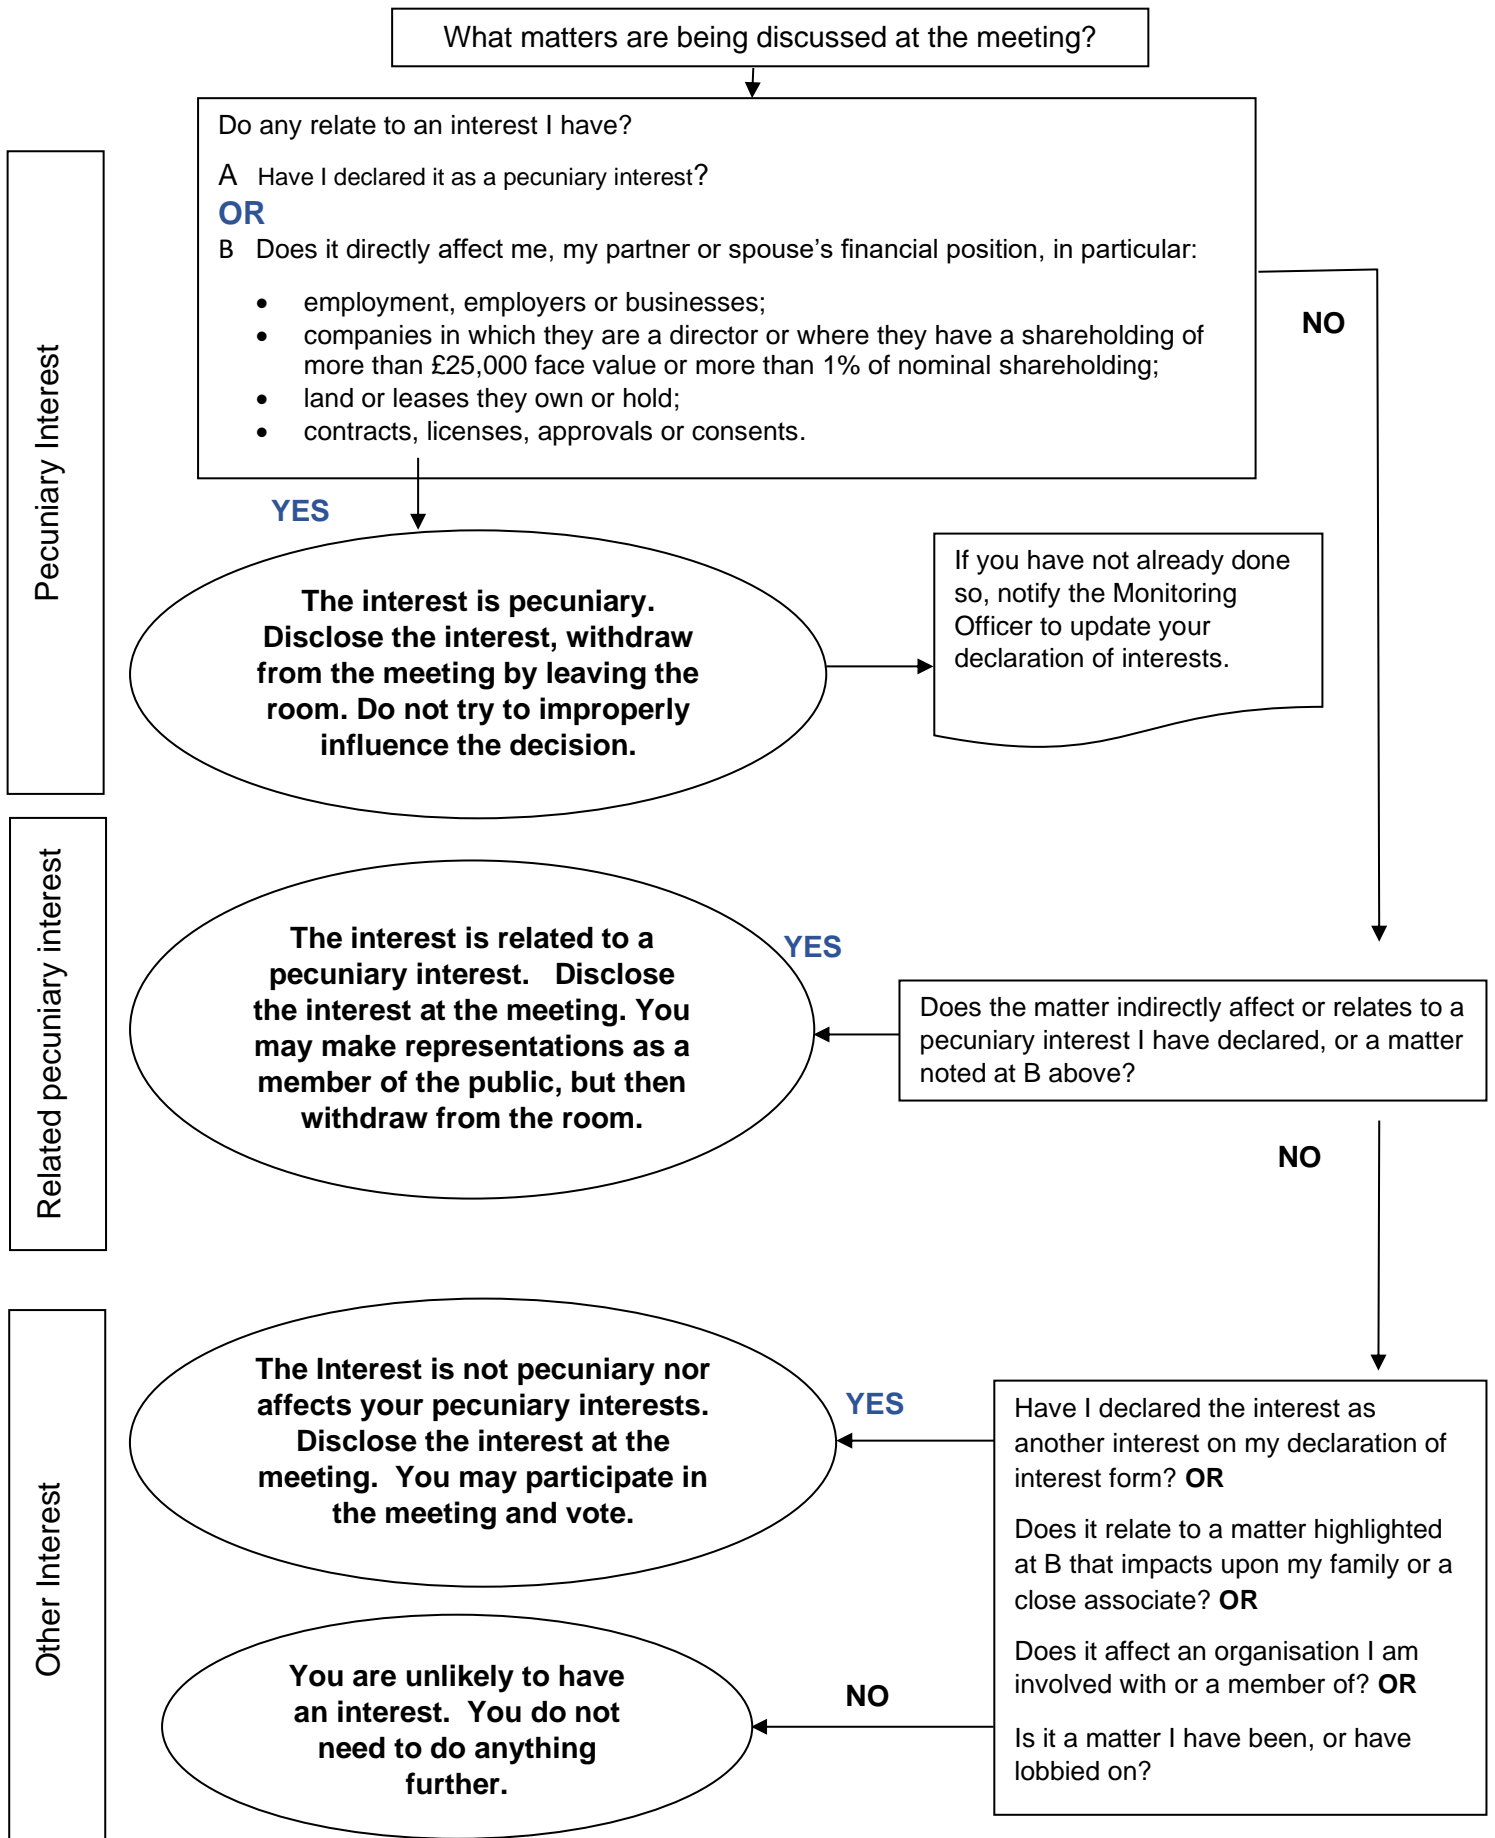 What matters are being discussed at the meeting?
Do any relate to an interest I have?
A Have I declared it as a pecuniary interest?
OR
B Does it directly affect me, my partner or spouse’s financial position, in particular:
• employment, employers or businesses;
• companies in which they are a director or where they have a shareholding of
more than £25,000 face value or more than 1% of nominal shareholding;
• land or leases they own or hold;
• contracts, licenses, approvals or consents.
NO
Pecuniary Interest
YES
The interest is pecuniary.
Disclose the interest, withdraw
from the meeting by leaving the
room. Do not try to improperly
influence the decision.
If you have not already done
so, notify the Monitoring
Officer to update your
declaration of interests.
Related pecuniary interest
The interest is related to a
pecuniary interest. Disclose
the interest at the meeting. You
may make representations as a
member of the public, but then
withdraw from the room.
YES
Does the matter indirectly affect or relates to a
pecuniary interest I have declared, or a matter
noted at B above?
NO
Other Interest
The Interest is not pecuniary nor
affects your pecuniary interests.
Disclose the interest at the
meeting. You may participate in
the meeting and vote.
YES
Have I declared the interest as
another interest on my declaration of
interest form? OR
Does it relate to a matter highlighted
at B that impacts upon my family or a
close associate? OR
Does it affect an organisation I am
involved with or a member of? OR
Is it a matter I have been, or have
lobbied on?
NO
You are unlikely to have
an interest. You do not
need to do anything
further.